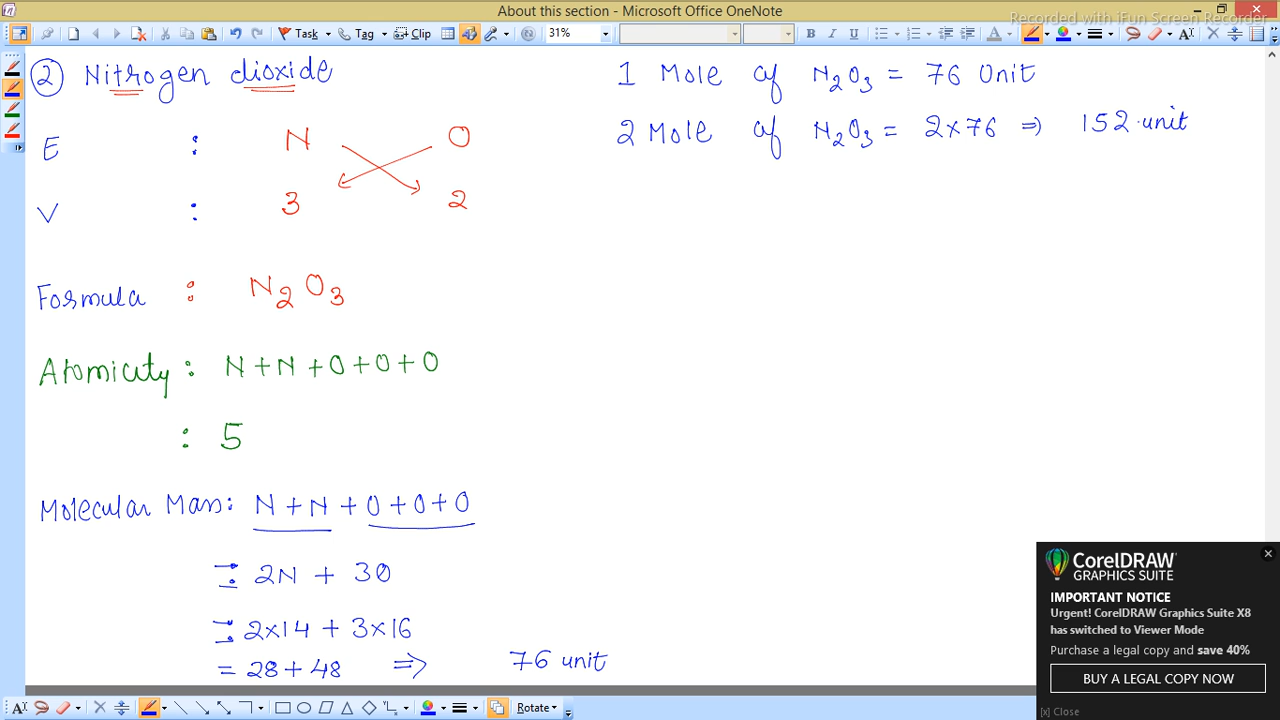 About this section - Microsoft Office OneNote
Recorded with iFun Screen Recorder
Task Tag Clip 31% B I U
② Nitrogen dioxide
E : N O
V : 3 2
Formula : N2O3
Atomicity : N+N+O+O+O
: 5
Molecular Mass: N+N+O+O+O
= 2N + 3O
= 2×14 + 3×16
= 28+48 ⇒ 76 unit
1 Mole of N2O3 = 76 Unit
2 Mole of N2O3 = 2×76 ⇒ 152 unit
CorelDRAW
GRAPHICS SUITE
IMPORTANT NOTICE
Urgent! CorelDRAW Graphics Suite X8
has switched to Viewer Mode
Purchase a legal copy and save 40%
BUY A LEGAL COPY NOW
[x] Close
Rotate